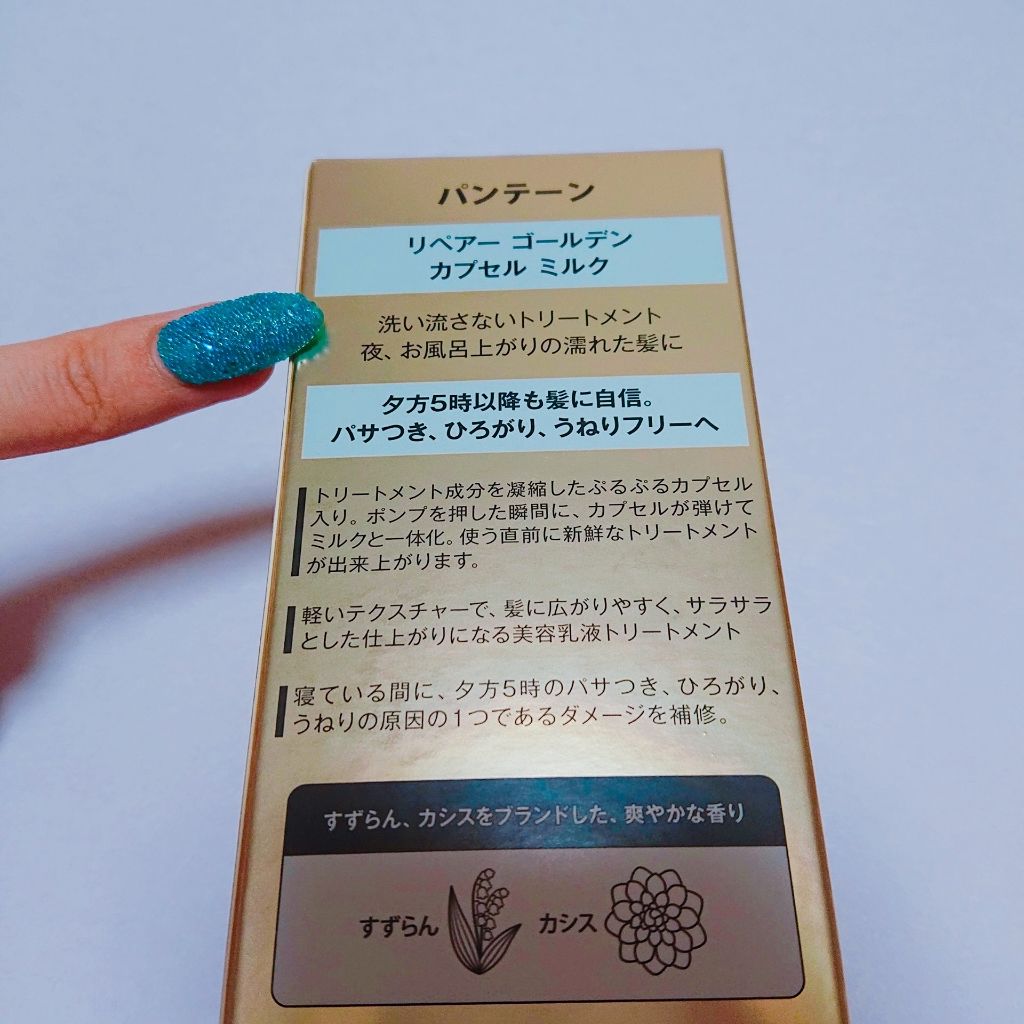 パンテーン
リペアー ゴールデン
カプセル ミルク
洗い流さないトリートメント
夜、お風呂上がりの濡れた髪に
夕方5時以降も髪に自信。
パサつき、ひろがり、うねりフリーへ
トリートメント成分を凝縮したぷるぷるカプセル
入り。ポンプを押した瞬間に、カプセルが弾けて
ミルクと一体化。使う直前に新鮮なトリートメント
が出来上がります。
軽いテクスチャーで、髪に広がりやすく、サラサラ
とした仕上がりになる美容乳液トリートメント
寝ている間に、夕方5時のパサつき、ひろがり、
うねりの原因の1つであるダメージを補修。
すずらん、カシスをブランドした、爽やかな香り
すずらん カシス